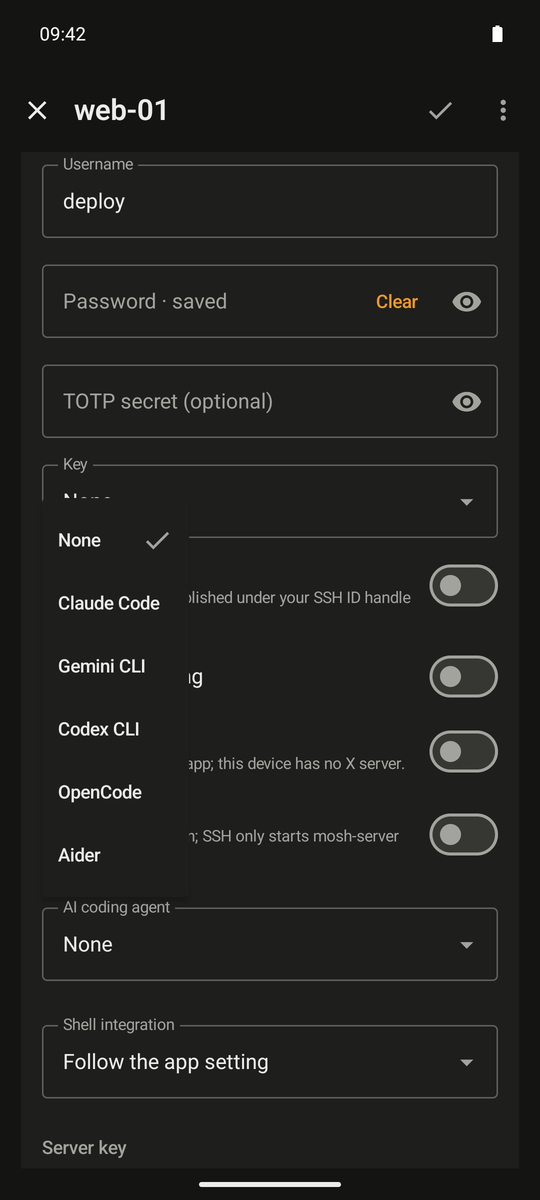 09:42
web-01
Username
deploy
Password · saved
Clear
TOTP secret (optional)
Key
None
None
Claude Code
under your SSH ID handle
Gemini CLI
Codex CLI
app; this device has no X server.
OpenCode
SSH only starts mosh-server
Aider
AI coding agent
None
Shell integration
Follow the app setting
Server key